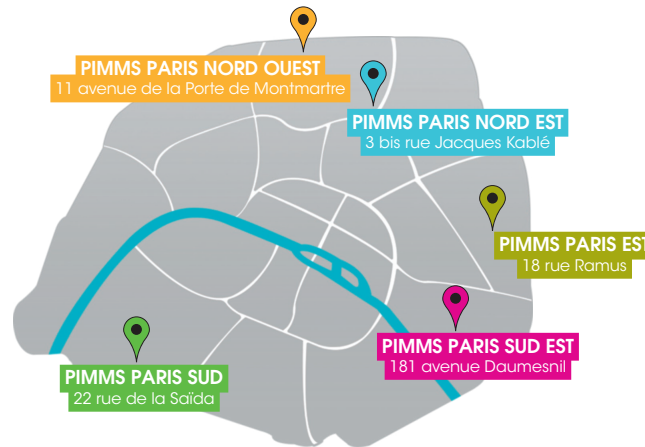 PIMMS PARIS NORD OUEST
11 avenue de la Porte de Montmartre
PIMMS PARIS NORD EST
3 bis rue Jacques Kablé
PIMMS PARIS EST
18 rue Ramus
PIMMS PARIS SUD EST
181 avenue Daumesnil
PIMMS PARIS SUD
22 rue de la Saïda